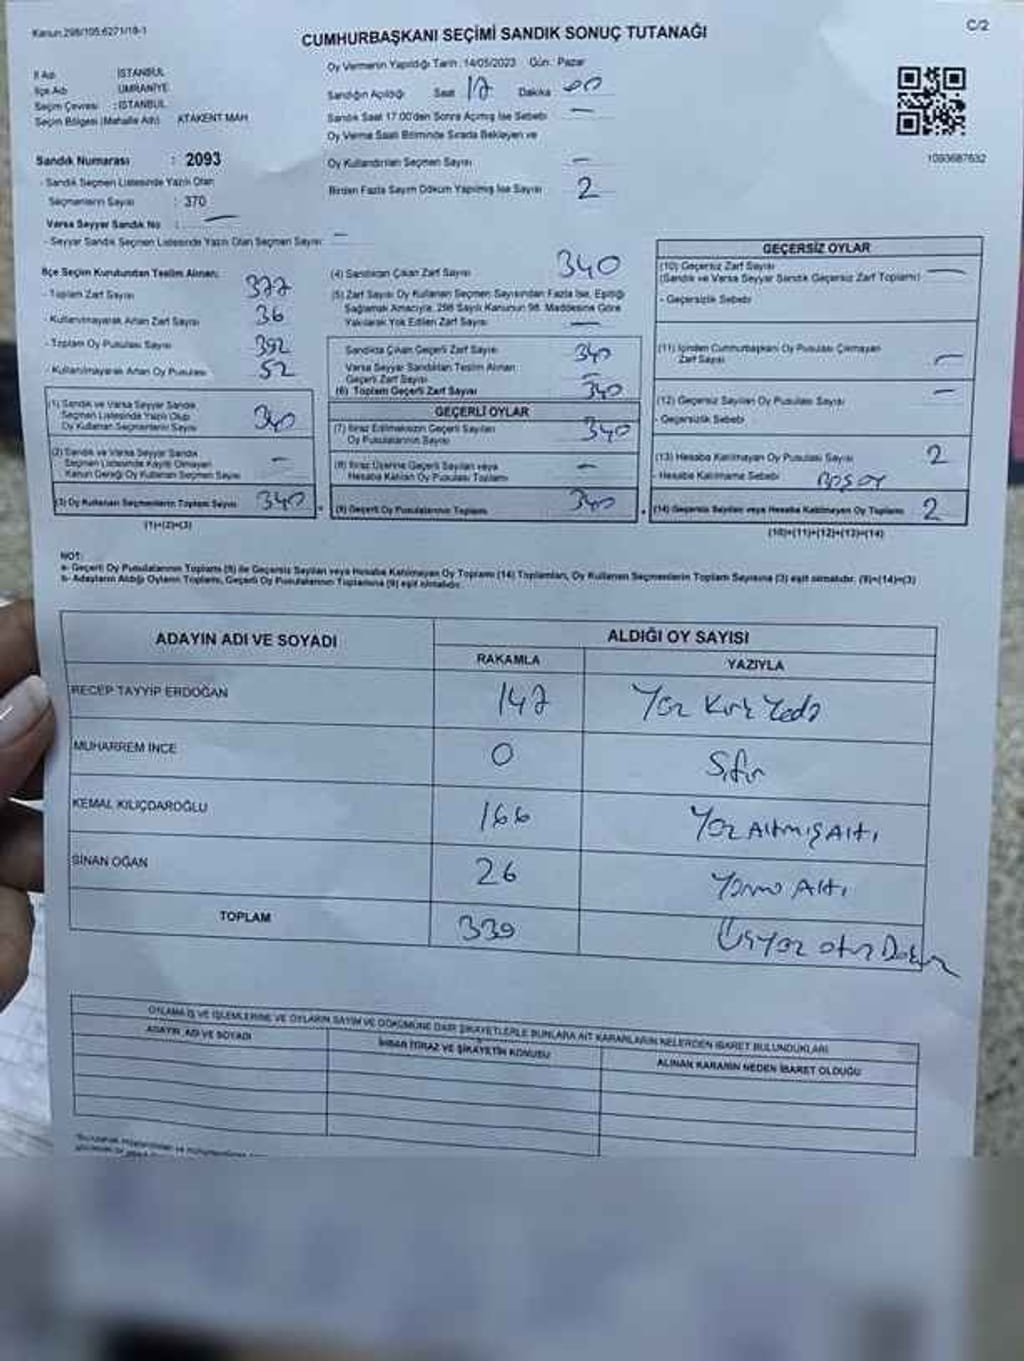 Kanun 298/105,6271/18-1
C/2
CUMHURBAŞKANI SEÇİMİ SANDIK SONUÇ TUTANAĞI
İl Adı : İSTANBUL
İlçe Adı : ÜMRANİYE
Seçim Çevresi : İSTANBUL
Seçim Bölgesi (Mahalle Adı) ATAKENT MAH.
Sandık Numarası : 2093
- Sandık Seçmen Listesinde Yazılı Olan
Seçmenlerin Sayısı : 370
Varsa Seyyar Sandık No : —
- Seyyar Sandık Seçmen Listesinde Yazılı Olan Seçmen Sayısı —
Oy Vermenin Yapıldığı Tarih : 14/05/2023 Gün : Pazar
Sandığın Açıldığı Saat 17 Dakika 00
Sandık Saat 17.00'den Sonra Açılmış İse Sebebi —
Oy Verme Saati Bitiminde Sırada Bekleyen ve
Oy Kullandırılan Seçmen Sayısı —
Birden Fazla Sayım Döküm Yapılmış İse Sayısı 2
1093687632
İlçe Seçim Kurulundan Teslim Alınan;
- Toplam Zarf Sayısı 377
- Kullanılmayarak Artan Zarf Sayısı 36
- Toplam Oy Pusulası Sayısı 392
- Kullanılmayarak Artan Oy Pusulası 52
(1) Sandık ve Varsa Seyyar Sandık
Seçmen Listesinde Yazılı Olup
Oy Kullanan Seçmenlerin Sayısı 340
(2) Sandık ve Varsa Seyyar Sandık
Seçmen Listesinde Kayıtlı Olmayan
Kanun Gereği Oy Kullanan Seçmen Sayısı —
(3) Oy Kullanan Seçmenlerin Toplam Sayısı 340
(1)+(2)=(3)
(4) Sandıktan Çıkan Zarf Sayısı 340
(5) Zarf Sayısı Oy Kullanan Seçmen Sayısından Fazla İse, Eşitliği
Sağlamak Amacıyla, 298 Sayılı Kanunun 98. Maddesine Göre
Yakılarak Yok Edilen Zarf Sayısı —
Sandıkta Çıkan Geçerli Zarf Sayısı 340
Varsa Seyyar Sandıktan Teslim Alınan
Geçerli Zarf Sayısı —
(6) Toplam Geçerli Zarf Sayısı 340
GEÇERLİ OYLAR
(7) İtiraz Edilmeksizin Geçerli Sayılan
Oy Pusulalarının Sayısı 340
(8) İtiraz Üzerine Geçerli Sayılan veya
Hesaba Katılan Oy Pusulası Toplamı —
(9) Geçerli Oy Pusulalarının Toplamı 340
GEÇERSİZ OYLAR
(10) Geçersiz Zarf Sayısı —
(Sandık ve Varsa Seyyar Sandık Geçersiz Zarf Toplamı)
- Geçersizlik Sebebi
(11) İçinden Cumhurbaşkanı Oy Pusulası Çıkmayan
Zarf Sayısı —
(12) Geçersiz Sayılan Oy Pusulası Sayısı —
- Geçersizlik Sebebi
(13) Hesaba Katılmayan Oy Pusulası Sayısı 2
- Hesaba Katılmama Sebebi BOŞ OY
(14) Geçersiz Sayılan veya Hesaba Katılmayan Oy Toplamı 2
(10)+(11)+(12)+(13)=(14)
NOT:
a- Geçerli Oy Pusulalarının Toplamı (9) ile Geçersiz Sayılan veya Hesaba Katılmayan Oy Toplamı (14) Toplamları, Oy Kullanan Seçmenlerin Toplam Sayısına (3) eşit olmalıdır. (9)+(14)=(3)
b- Adayların Aldığı Oyların Toplamı, Geçerli Oy Pusulalarının Toplamına (9) eşit olmalıdır.
ADAYIN ADI VE SOYADI ALDIĞI OY SAYISI
RAKAMLA YAZIYLA
RECEP TAYYİP ERDOĞAN 147 Yüz Kırk Yedi
MUHARREM İNCE 0 Sıfır
KEMAL KILIÇDAROĞLU 166 Yüz Altmış Altı
SİNAN OĞAN 26 Yirmi Altı
TOPLAM 339 Üçyüz otuz Dokuz
OYLAMA İŞ VE İŞLEMLERİNE VE OYLARIN SAYIM VE DÖKÜMÜNE DAİR ŞİKAYETLERLE BUNLARA AİT KARARLARIN NELERDEN İBARET BULUNDUKLARI
ADAYIN ADI VE SOYADI İHBAR İTİRAZ VE ŞİKAYETİN KONUSU ALINAN KARARIN NEDEN İBARET OLDUĞU